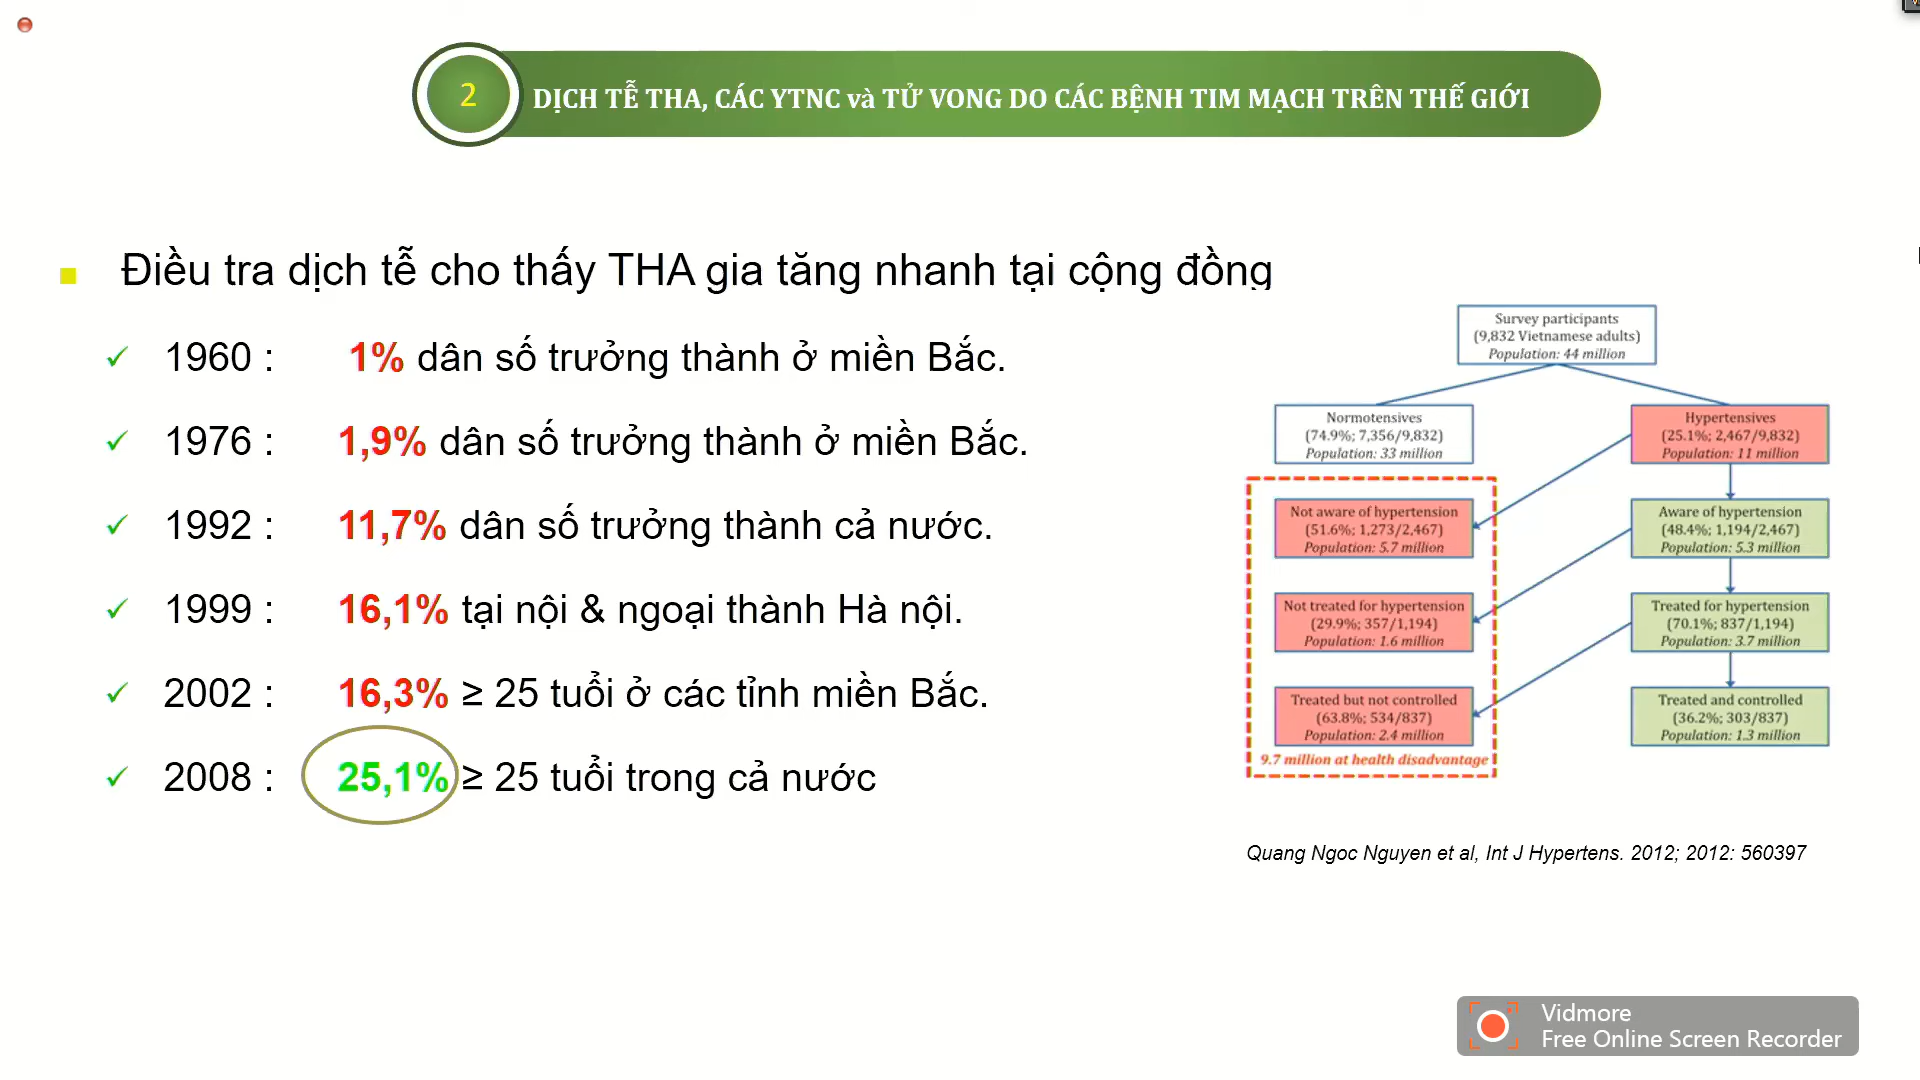 2
DỊCH TỄ THA, CÁC YTNC và TỬ VONG DO CÁC BỆNH TIM MẠCH TRÊN THẾ GIỚI
Điều tra dịch tễ cho thấy THA gia tăng nhanh tại cộng đồng
1960 : 1% dân số trưởng thành ở miền Bắc.
1976 : 1,9% dân số trưởng thành ở miền Bắc.
1992 : 11,7% dân số trưởng thành cả nước.
1999 : 16,1% tại nội & ngoại thành Hà nội.
2002 : 16,3% ≥ 25 tuổi ở các tỉnh miền Bắc.
2008 : 25,1% ≥ 25 tuổi trong cả nước
Survey participants
(9,832 Vietnamese adults)
Population: 44 million
Normotensives
(74.9%; 7,356/9,832)
Population: 33 million
Hypertensives
(25.1%; 2,467/9,832)
Population: 11 million
Not aware of hypertension
(51.6%; 1,273/2,467)
Population: 5.7 million
Aware of hypertension
(48.4%; 1,194/2,467)
Population: 5.3 million
Not treated for hypertension
(29.9%; 357/1,194)
Population: 1.6 million
Treated for hypertension
(70.1%; 837/1,194)
Population: 3.7 million
Treated but not controlled
(63.8%; 534/837)
Population: 2.4 million
Treated and controlled
(36.2%; 303/837)
Population: 1.3 million
9.7 million at health disadvantage
Quang Ngoc Nguyen et al, Int J Hypertens. 2012; 2012: 560397
Vidmore
Free Online Screen Recorder